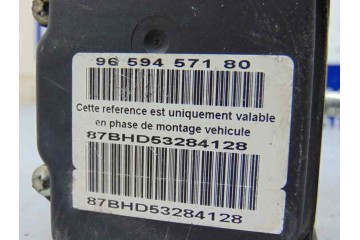 96 594 571 80
Cette reference est uniquement valable
en phase de montage vehicule
87BHD53284128
87BHD53284128